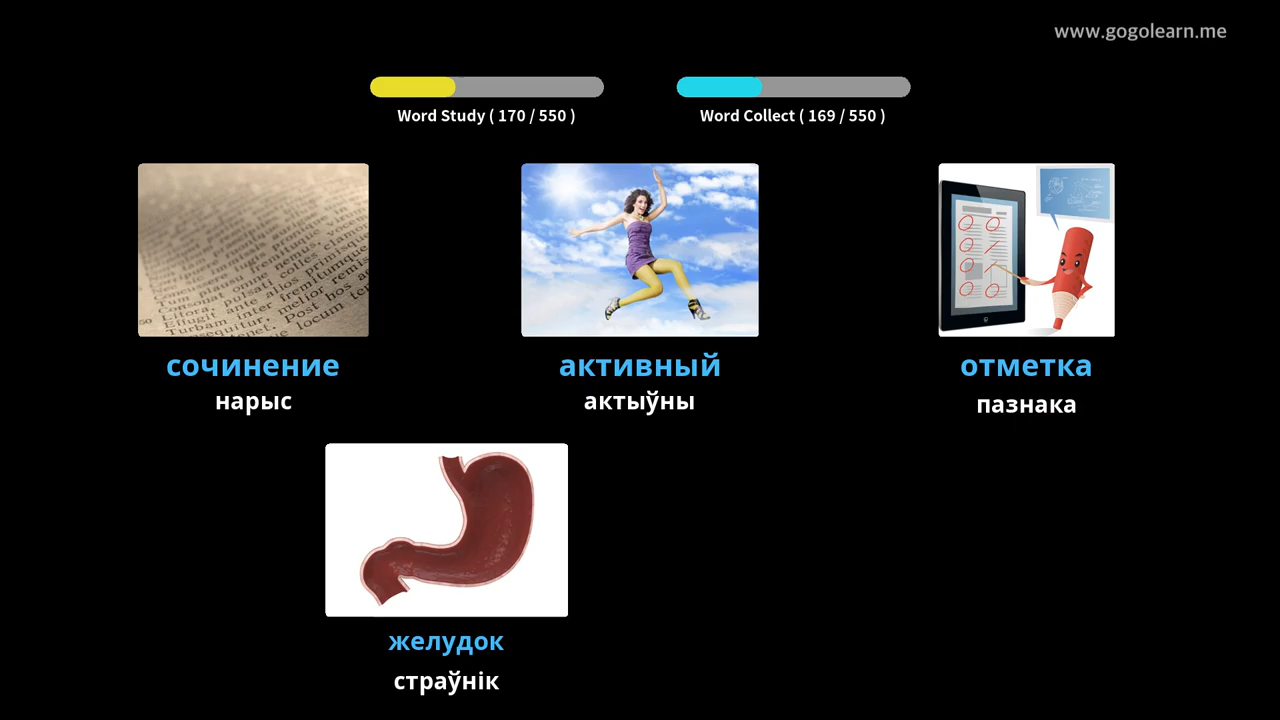 www.gogolearn.me
Word Study ( 170 / 550 )
Word Collect ( 169 / 550 )
сочинение
нарыс
активный
актыўны
отметка
пазнака
желудок
страўнік